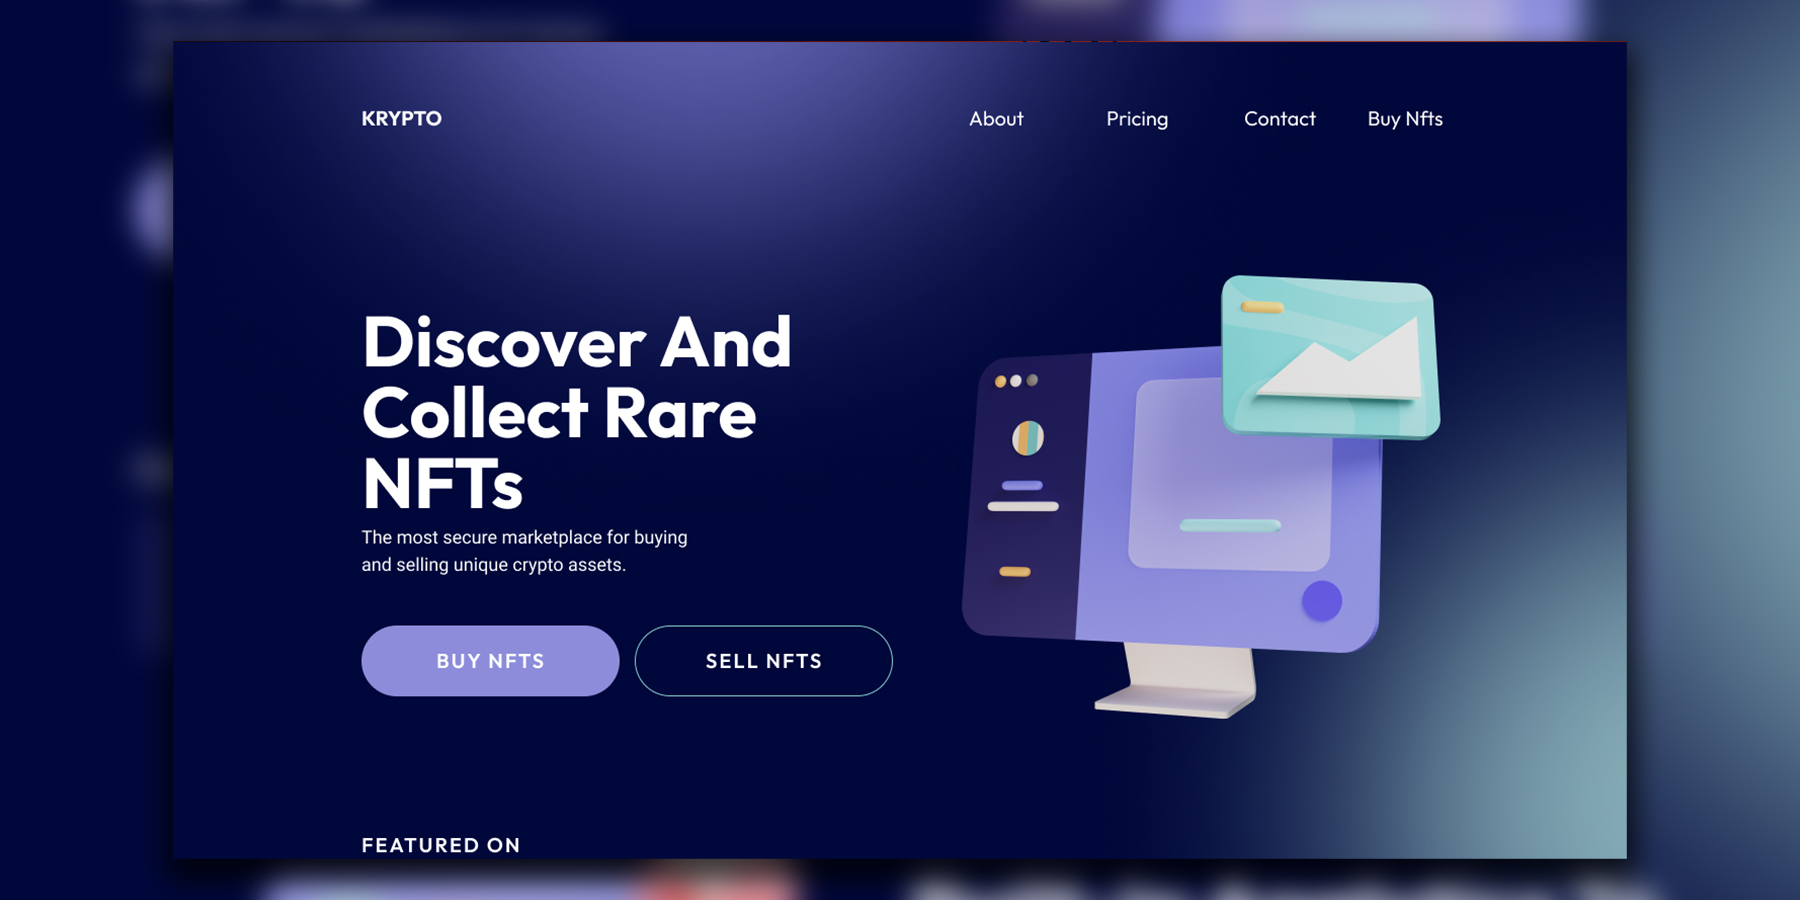 KRYPTO
About Pricing Contact Buy Nfts
Discover And
Collect Rare
NFTs
The most secure marketplace for buying
and selling unique crypto assets.
BUY NFTS SELL NFTS
FEATURED ON